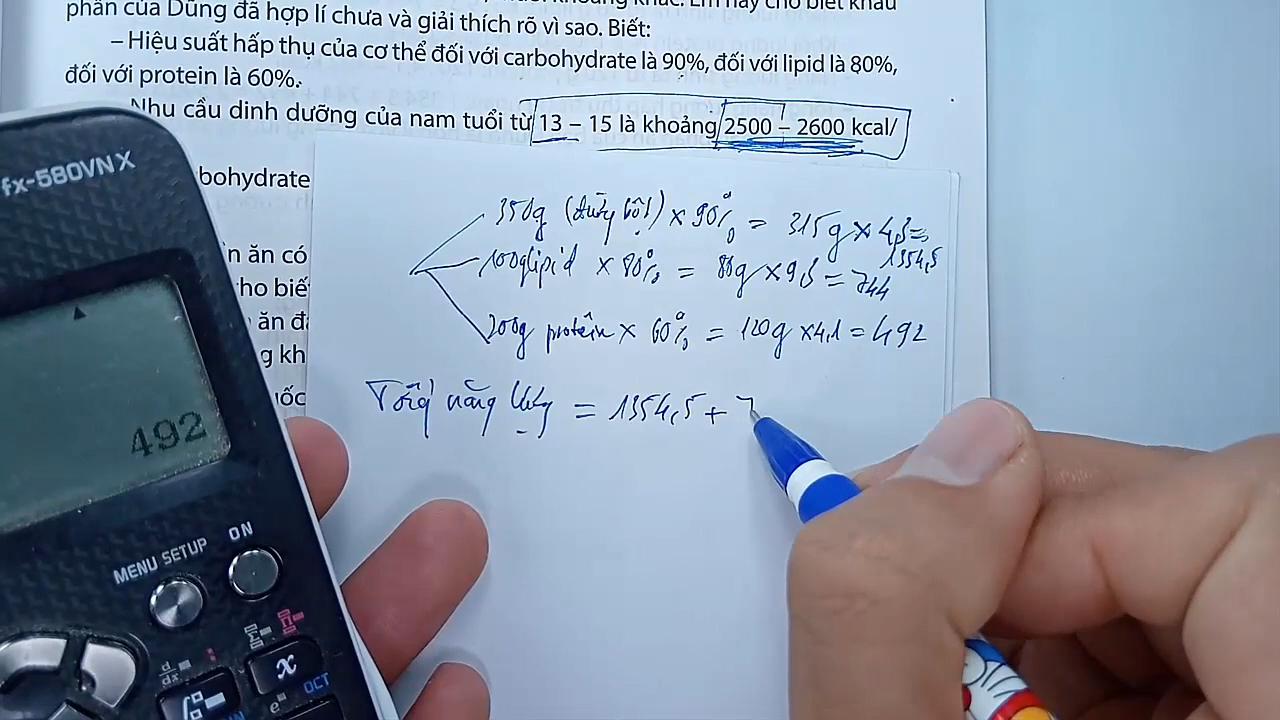 phần của Dũng đã hợp lí chưa và giải thích rõ vì sao. Biết:
– Hiệu suất hấp thụ của cơ thể đối với carbohydrate là 90%, đối với lipid là 80%,
đối với protein là 60%.
Nhu cầu dinh dưỡng của nam tuổi từ 13 – 15 là khoảng 2500 – 2600 kcal/
bohydrate
n ăn có
ho biết
ăn đ
g kh
uốc
350g (đường bột) × 90% = 315g × 4,3 =
1354,5
100g lipid × 80% = 80g × 9,3 = 744
200g protein × 60% = 120g × 4,1 = 492
Tổng năng lượng = 1354,5 + 7
fx-580VN X
492
MENU SETUP ON
x
OCT